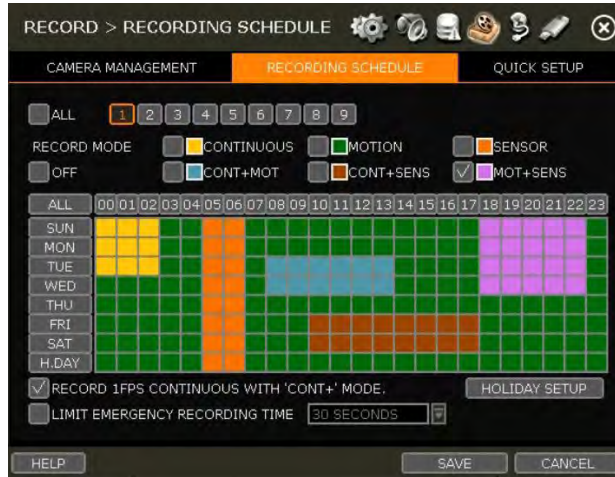 RECORD > RECORDING SCHEDULE
CAMERA MANAGEMENT RECORDING SCHEDULE QUICK SETUP
ALL 1 2 3 4 5 6 7 8 9
RECORD MODE CONTINUOUS MOTION SENSOR
OFF CONT+MOT CONT+SENS MOT+SENS
ALL 00 01 02 03 04 05 06 07 08 09 10 11 12 13 14 15 16 17 18 19 20 21 22 23
SUN
MON
TUE
WED
THU
FRI
SAT
H.DAY
RECORD 1FPS CONTINUOUS WITH 'CONT+' MODE. HOLIDAY SETUP
LIMIT EMERGENCY RECORDING TIME 30 SECONDS
HELP SAVE CANCEL